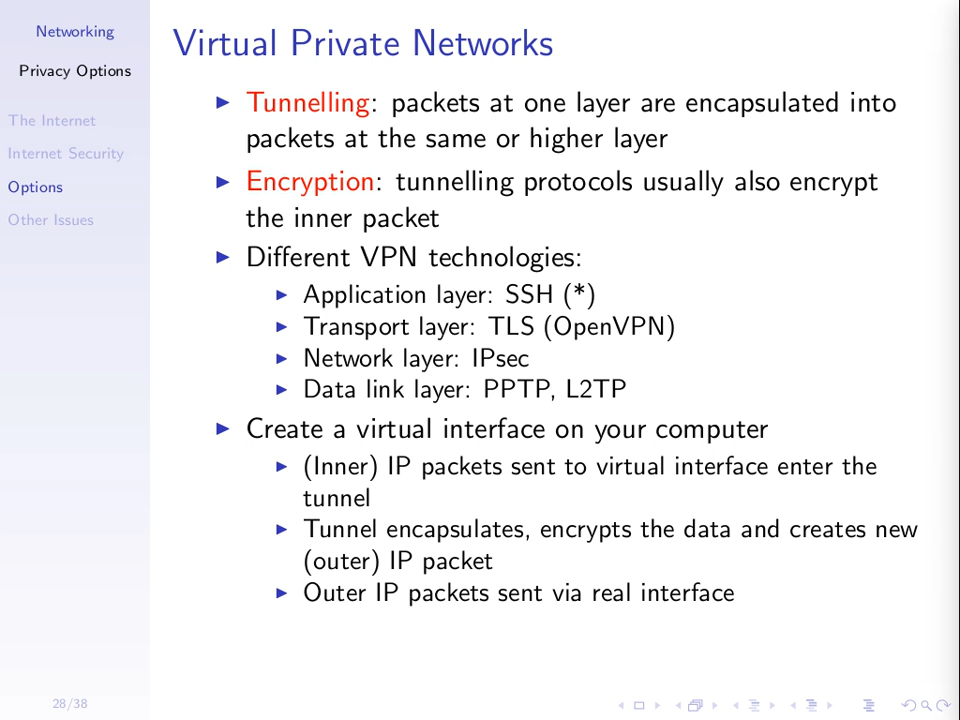 Networking
Privacy Options
The Internet
Internet Security
Options
Other Issues
Virtual Private Networks
Tunnelling: packets at one layer are encapsulated into
packets at the same or higher layer
Encryption: tunnelling protocols usually also encrypt
the inner packet
Different VPN technologies:
Application layer: SSH (*)
Transport layer: TLS (OpenVPN)
Network layer: IPsec
Data link layer: PPTP, L2TP
Create a virtual interface on your computer
(Inner) IP packets sent to virtual interface enter the
tunnel
Tunnel encapsulates, encrypts the data and creates new
(outer) IP packet
Outer IP packets sent via real interface
28/38